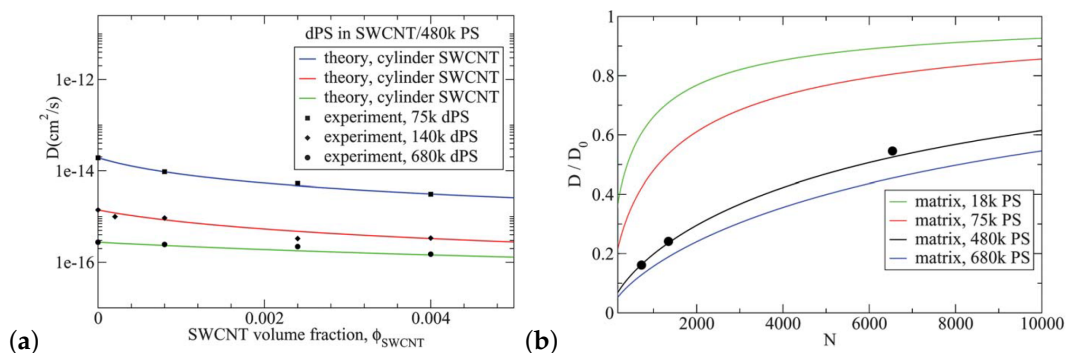 dPS in SWCNT/480k PS
theory, cylinder SWCNT
theory, cylinder SWCNT
theory, cylinder SWCNT
experiment, 75k dPS
experiment, 140k dPS
experiment, 680k dPS
D(cm²/s)
1e-12
1e-14
1e-16
0
0.002
0.004
SWCNT volume fraction, ϕSWCNT
(a)
D / D₀
1
0.8
0.6
0.4
0.2
0
matrix, 18k PS
matrix, 75k PS
matrix, 480k PS
matrix, 680k PS
2000
4000
6000
8000
10000
N
(b)